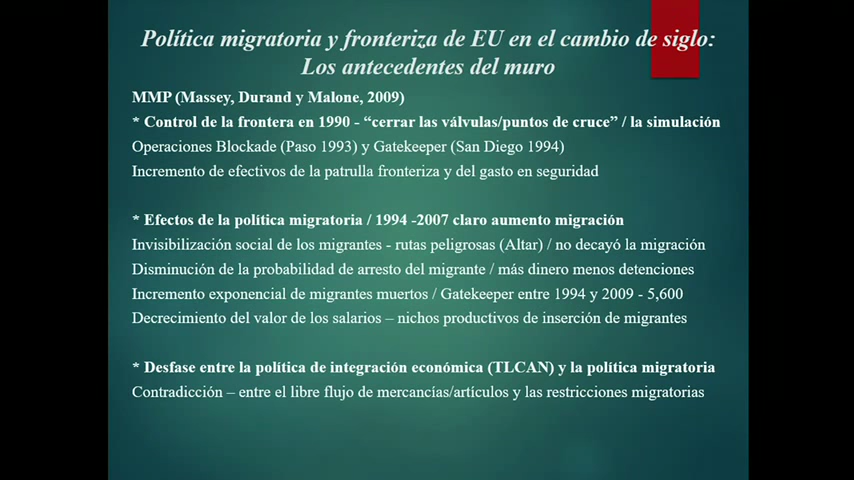 Política migratoria y fronteriza de EU en el cambio de siglo:
Los antecedentes del muro
MMP (Massey, Durand y Malone, 2009)
* Control de la frontera en 1990 - “cerrar las válvulas/puntos de cruce” / la simulación
Operaciones Blockade (Paso 1993) y Gatekeeper (San Diego 1994)
Incremento de efectivos de la patrulla fronteriza y del gasto en seguridad
* Efectos de la política migratoria / 1994 -2007 claro aumento migración
Invisibilización social de los migrantes - rutas peligrosas (Altar) / no decayó la migración
Disminución de la probabilidad de arresto del migrante / más dinero menos detenciones
Incremento exponencial de migrantes muertos / Gatekeeper entre 1994 y 2009 - 5,600
Decrecimiento del valor de los salarios – nichos productivos de inserción de migrantes
* Desfase entre la política de integración económica (TLCAN) y la política migratoria
Contradicción – entre el libre flujo de mercancías/artículos y las restricciones migratorias